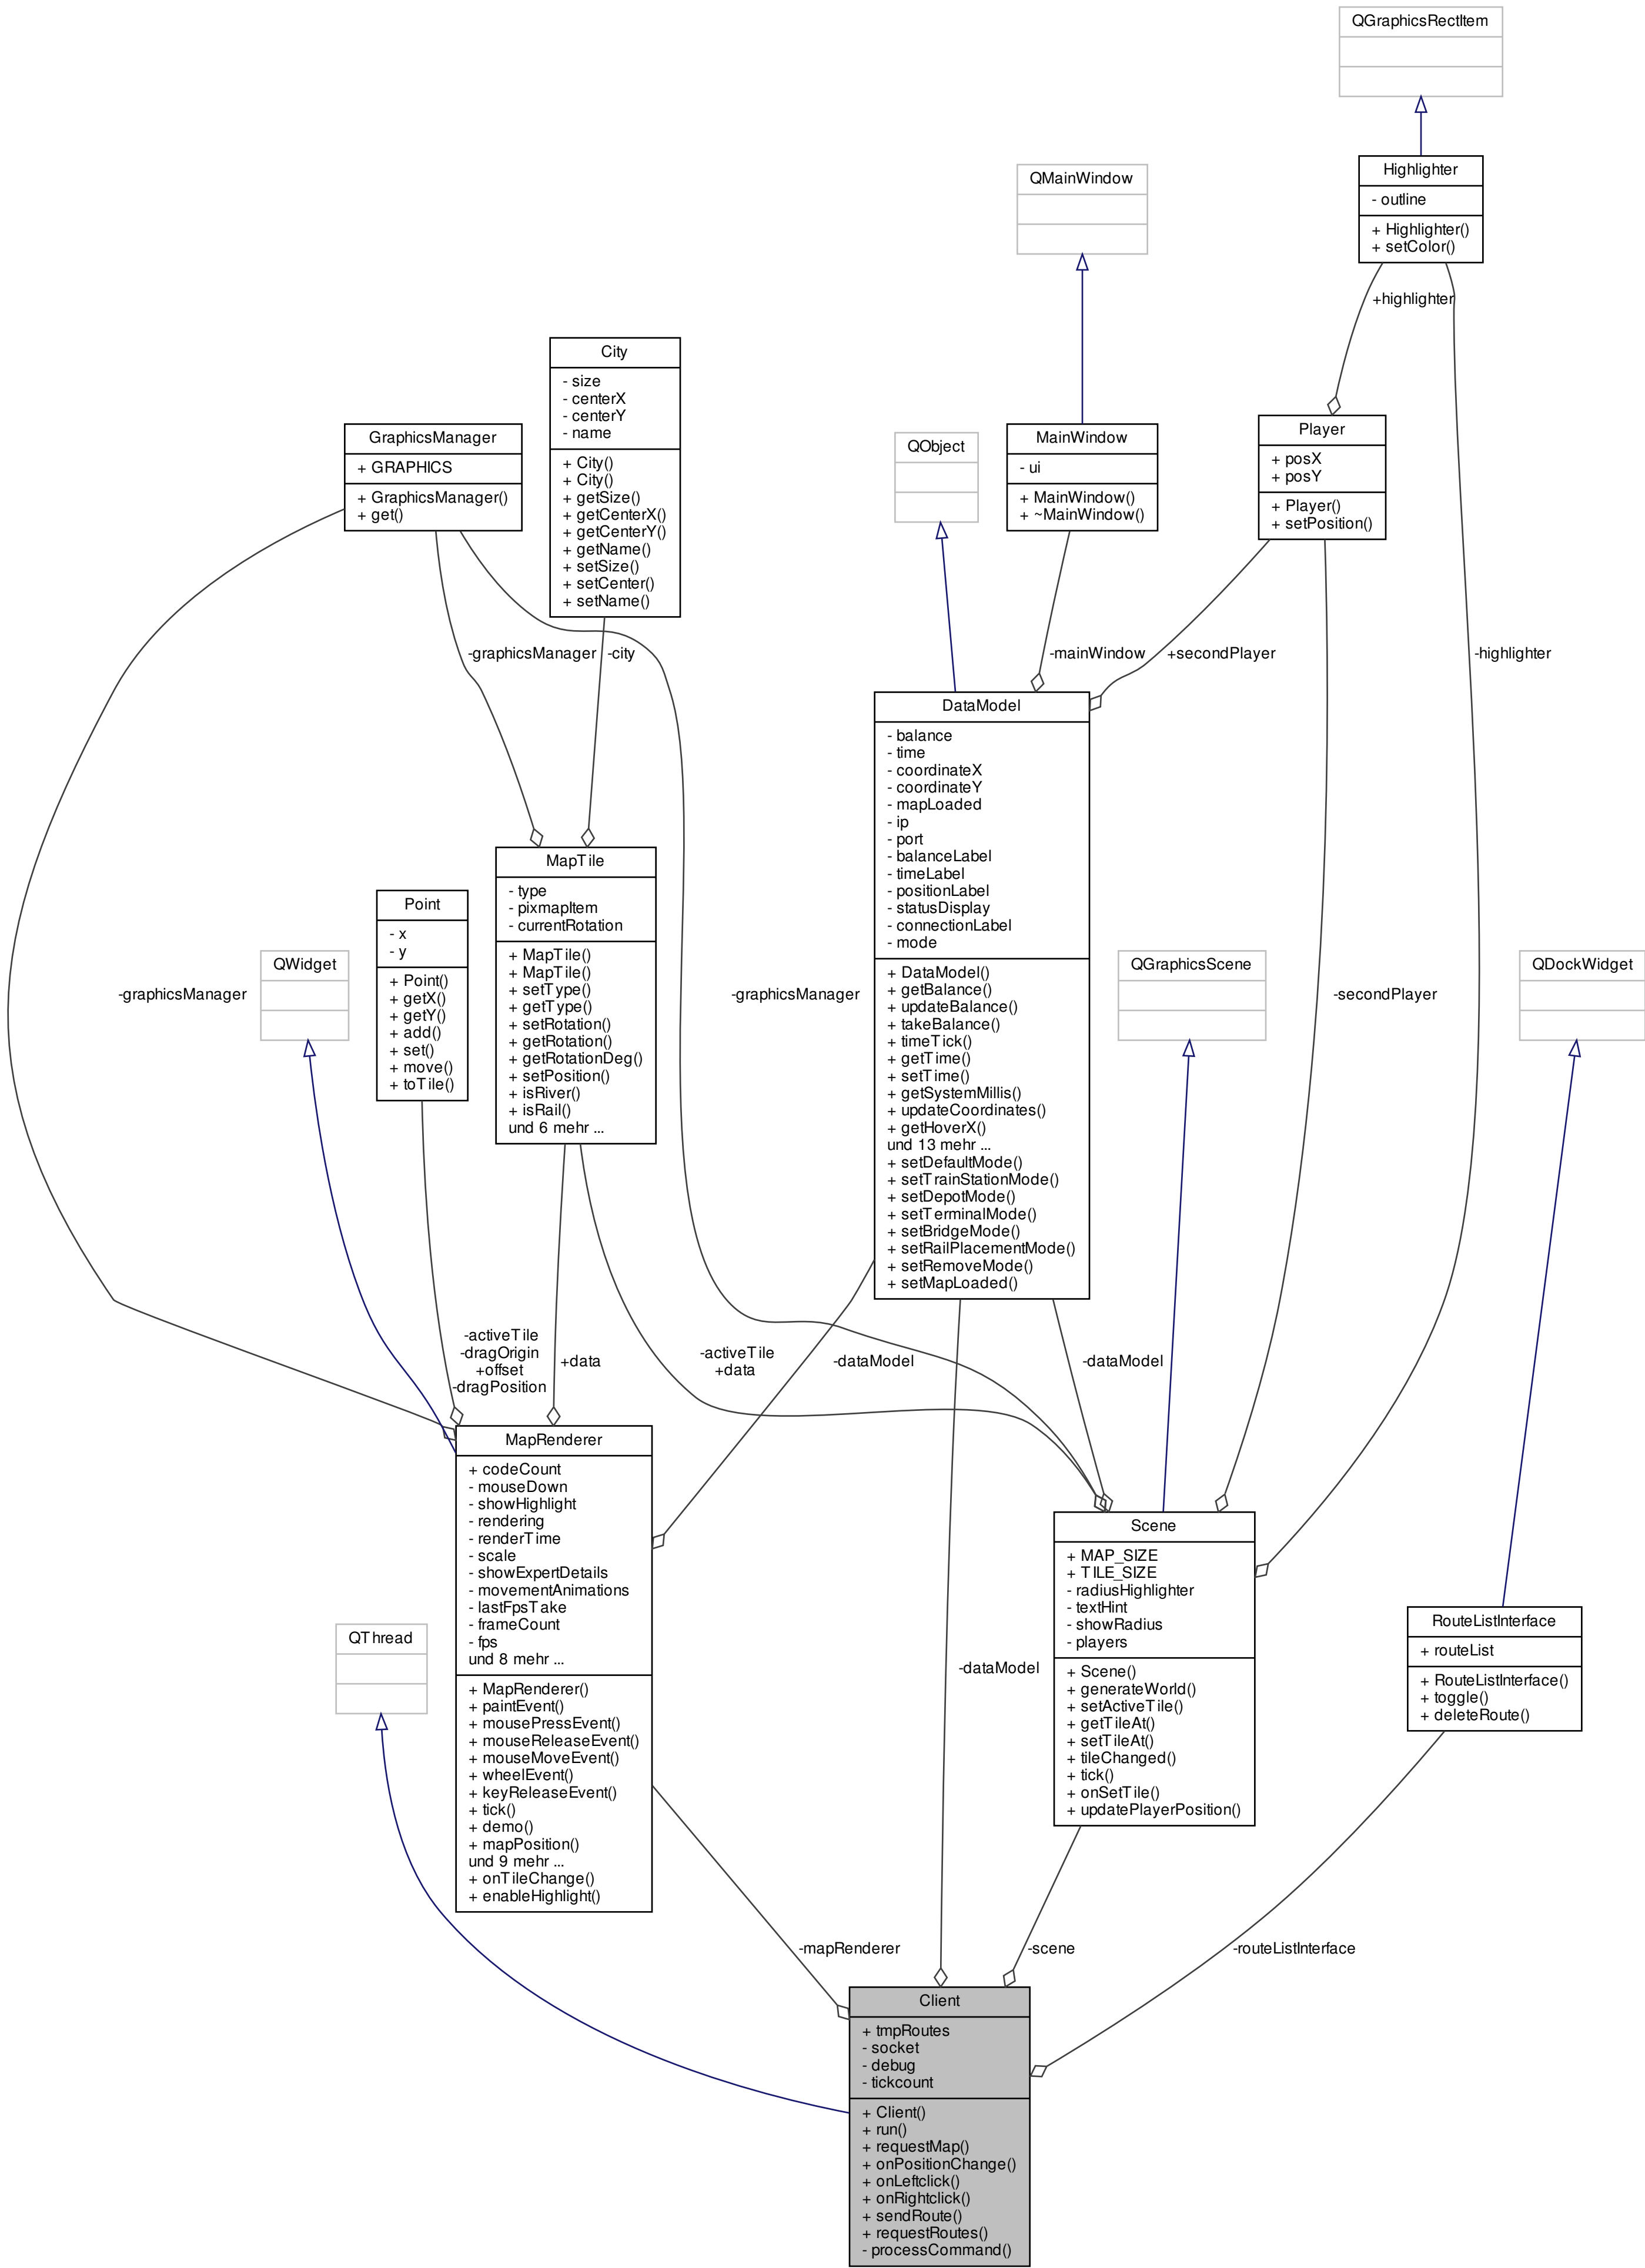 QGraphicsRectItem
Highlighter
- outline
+ Highlighter()
+ setColor()
QMainWindow
+highlighter
City
- size
- centerX
- centerY
- name
+ City()
+ City()
+ getSize()
+ getCenterX()
+ getCenterY()
+ getName()
+ setSize()
+ setCenter()
+ setName()
GraphicsManager
+ GRAPHICS
+ GraphicsManager()
+ get()
QObject
MainWindow
- ui
+ MainWindow()
+ ~MainWindow()
Player
+ posX
+ posY
+ Player()
+ setPosition()
-graphicsManager
-city
-mainWindow
+secondPlayer
-highlighter
DataModel
- balance
- time
- coordinateX
- coordinateY
- mapLoaded
- ip
- port
- balanceLabel
- timeLabel
- positionLabel
- statusDisplay
- connectionLabel
- mode
+ DataModel()
+ getBalance()
+ updateBalance()
+ takeBalance()
+ timeTick()
+ getTime()
+ setTime()
+ getSystemMillis()
+ updateCoordinates()
+ getHoverX()
und 13 mehr ...
+ setDefaultMode()
+ setTrainStationMode()
+ setDepotMode()
+ setTerminalMode()
+ setBridgeMode()
+ setRailPlacementMode()
+ setRemoveMode()
+ setMapLoaded()
MapTile
- type
- pixmapItem
- currentRotation
+ MapTile()
+ MapTile()
+ setType()
+ getType()
+ setRotation()
+ getRotation()
+ getRotationDeg()
+ setPosition()
+ isRiver()
+ isRail()
und 6 mehr ...
Point
- x
- y
+ Point()
+ getX()
+ getY()
+ add()
+ set()
+ move()
+ toTile()
QWidget
QGraphicsScene
QDockWidget
-graphicsManager
-graphicsManager
-secondPlayer
-activeTile
-dragOrigin
+offset
-dragPosition
+data
-activeTile
+data
-dataModel
-dataModel
MapRenderer
+ codeCount
- mouseDown
- showHighlight
- rendering
- renderTime
- scale
- showExpertDetails
- movementAnimations
- lastFpsTake
- frameCount
- fps
und 8 mehr ...
+ MapRenderer()
+ paintEvent()
+ mousePressEvent()
+ mouseReleaseEvent()
+ mouseMoveEvent()
+ wheelEvent()
+ keyReleaseEvent()
+ tick()
+ demo()
+ mapPosition()
und 9 mehr ...
+ onTileChange()
+ enableHighlight()
Scene
+ MAP_SIZE
+ TILE_SIZE
- radiusHighlighter
- textHint
- showRadius
- players
+ Scene()
+ generateWorld()
+ setActiveTile()
+ getTileAt()
+ setTileAt()
+ tileChanged()
+ tick()
+ onSetTile()
+ updatePlayerPosition()
RouteListInterface
+ routeList
+ RouteListInterface()
+ toggle()
+ deleteRoute()
QThread
-dataModel
-mapRenderer
-scene
-routeListInterface
Client
+ tmpRoutes
- socket
- debug
- tickcount
+ Client()
+ run()
+ requestMap()
+ onPositionChange()
+ onLeftclick()
+ onRightclick()
+ sendRoute()
+ requestRoutes()
- processCommand()